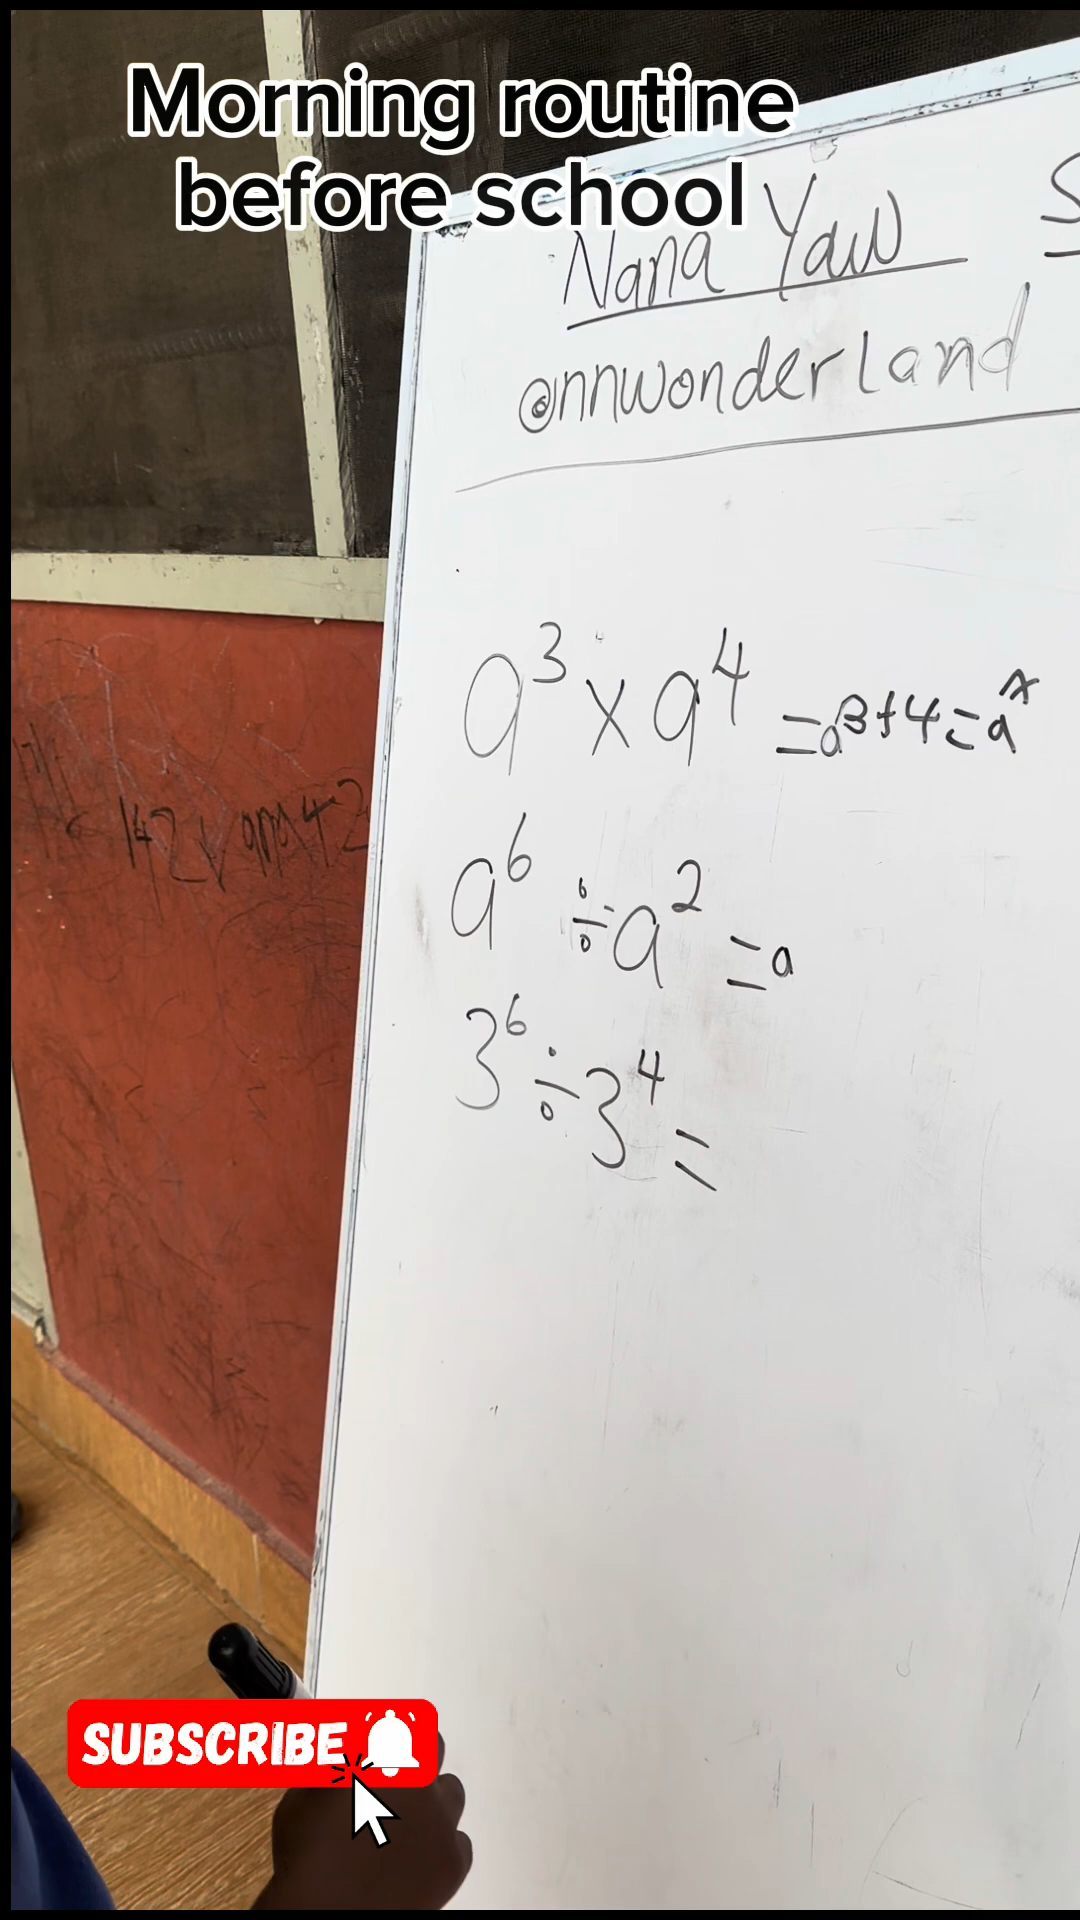 Morning routine
before school
Nana Yaw S
@nnwonderland
a³ x a⁴ =a³⁺⁴=a⁷
a⁶ ÷ a² =a
3⁶ ÷ 3⁴ =
SUBSCRIBE